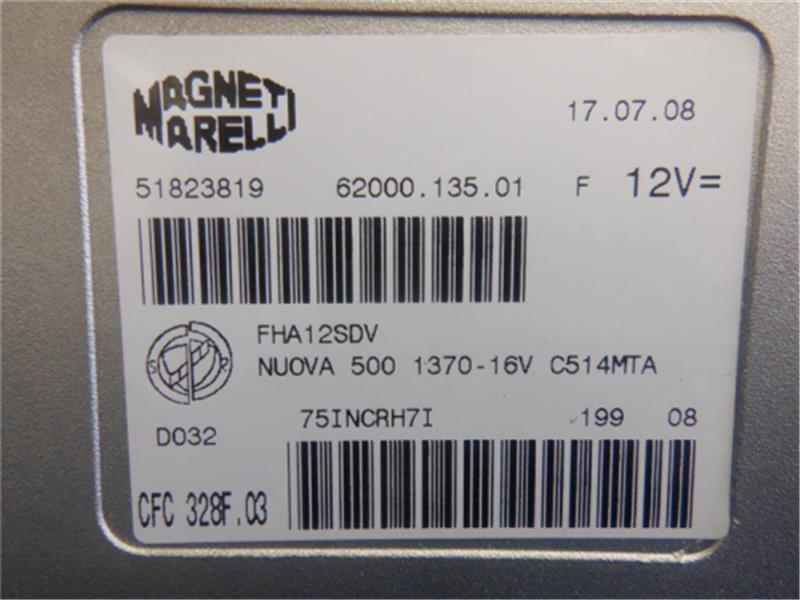 MAGNETI
MARELLI
17.07.08
51823819 62000.135.01 F 12V=
FHA12SDV
NUOVA 500 1370-16V C514MTA
S R
75INCRH7I 199 08
D032
CFC 328F.03